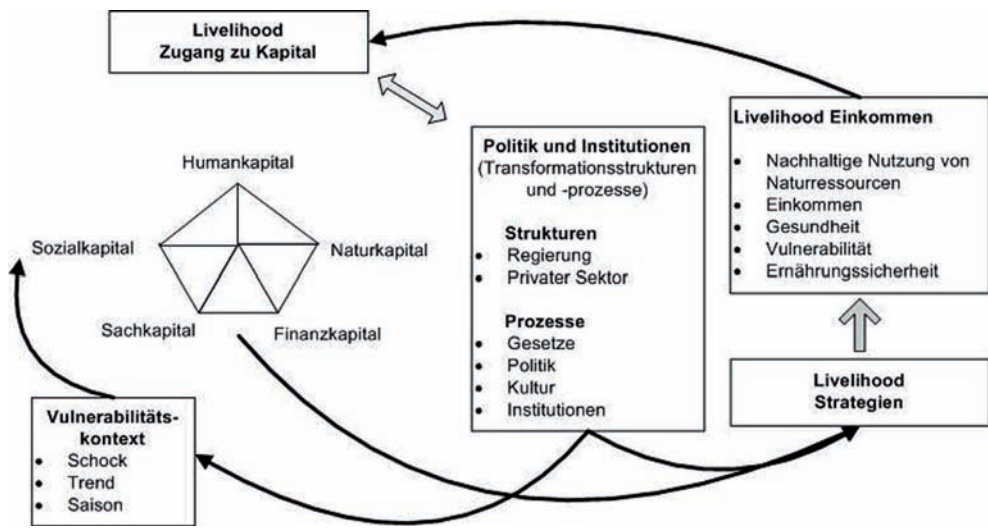 Livelihood
Zugang zu Kapital
Humankapital
Sozialkapital
Naturkapital
Sachkapital
Finanzkapital
Vulnerabilitäts-
kontext
• Schock
• Trend
• Saison
Politik und Institutionen
(Transformationsstrukturen
und -prozesse)
Strukturen
• Regierung
• Privater Sektor
Prozesse
• Gesetze
• Politik
• Kultur
• Institutionen
Livelihood Einkommen
• Nachhaltige Nutzung von
Naturressourcen
• Einkommen
• Gesundheit
• Vulnerabilität
• Ernährungssicherheit
Livelihood
Strategien